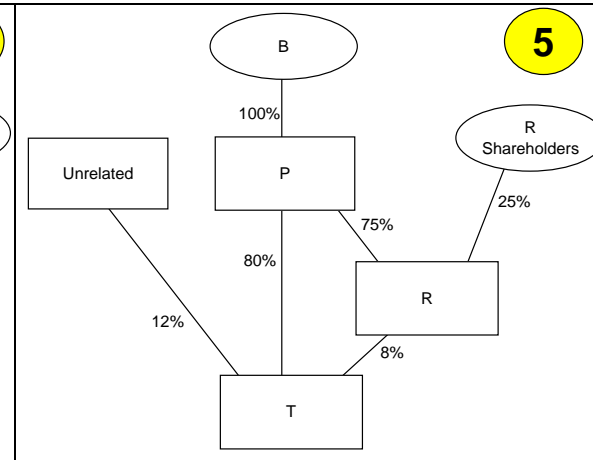 B
5
100%
R
Shareholders
Unrelated
P
25%
75%
80%
R
12%
8%
T